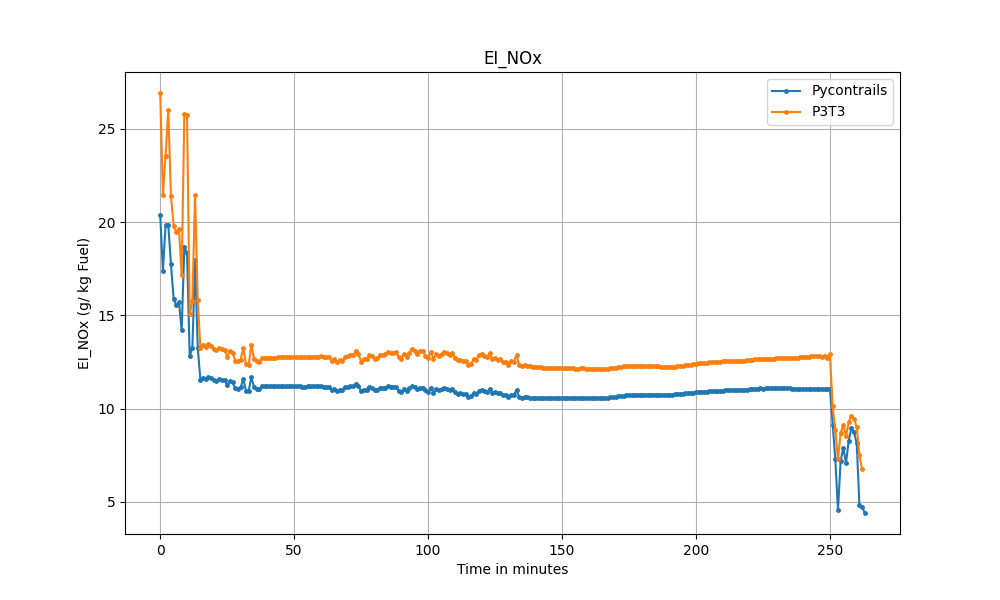 EI_NOx
Pycontrails
P3T3
EI_NOx (g/ kg Fuel)
25
20
15
10
5
0 50 100 150 200 250
Time in minutes